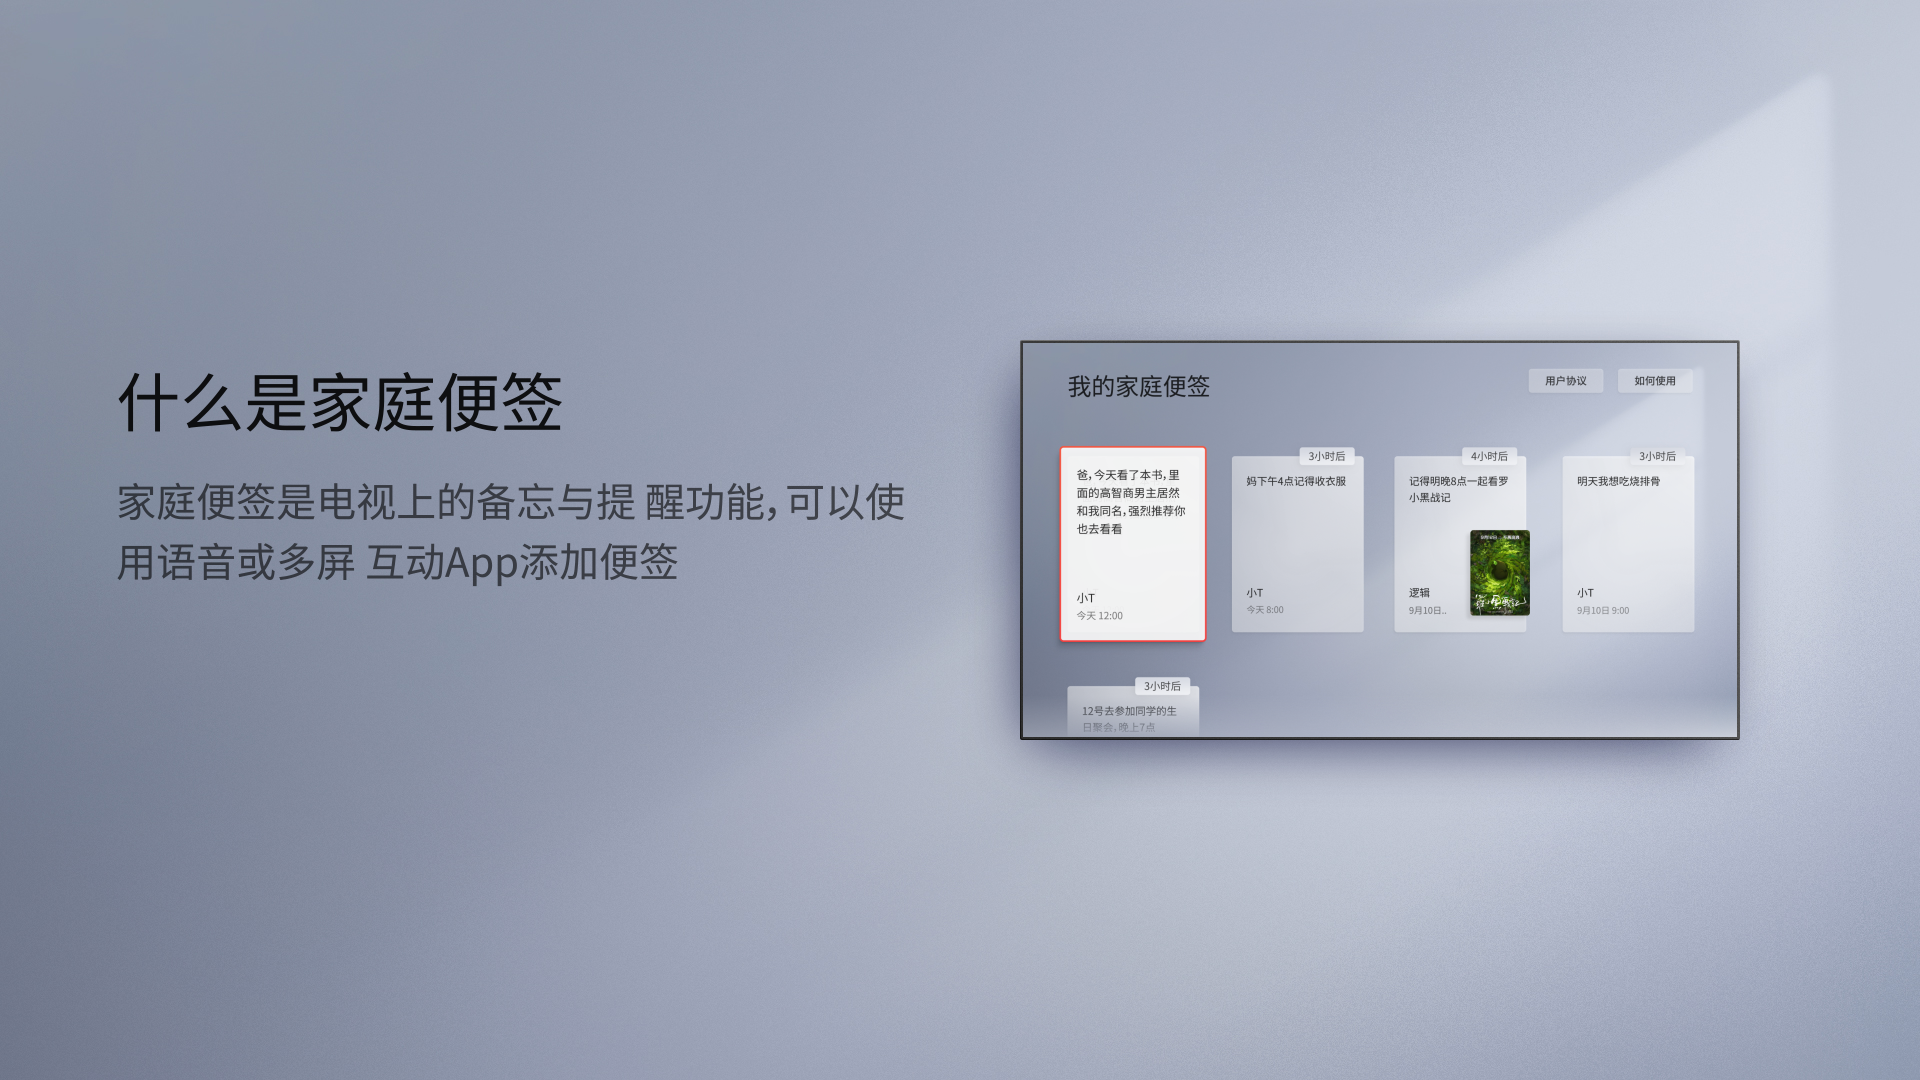 什么是家庭便签
家庭便签是电视上的备忘与提 醒功能，可以使
用语音或多屏 互动App添加便签
我的家庭便签
用户协议
如何使用
爸，今天看了本书，里
面的高智商男主居然
和我同名，强烈推荐你
也去看看
小T
今天 12:00
3小时后
妈下午4点记得收衣服
小T
今天 8:00
4小时后
记得明晚8点一起看罗
小黑战记
逻辑
9月10日..
3小时后
明天我想吃烧排骨
小T
9月10日 9:00
3小时后
12号去参加同学的生
日聚会，晚上7点